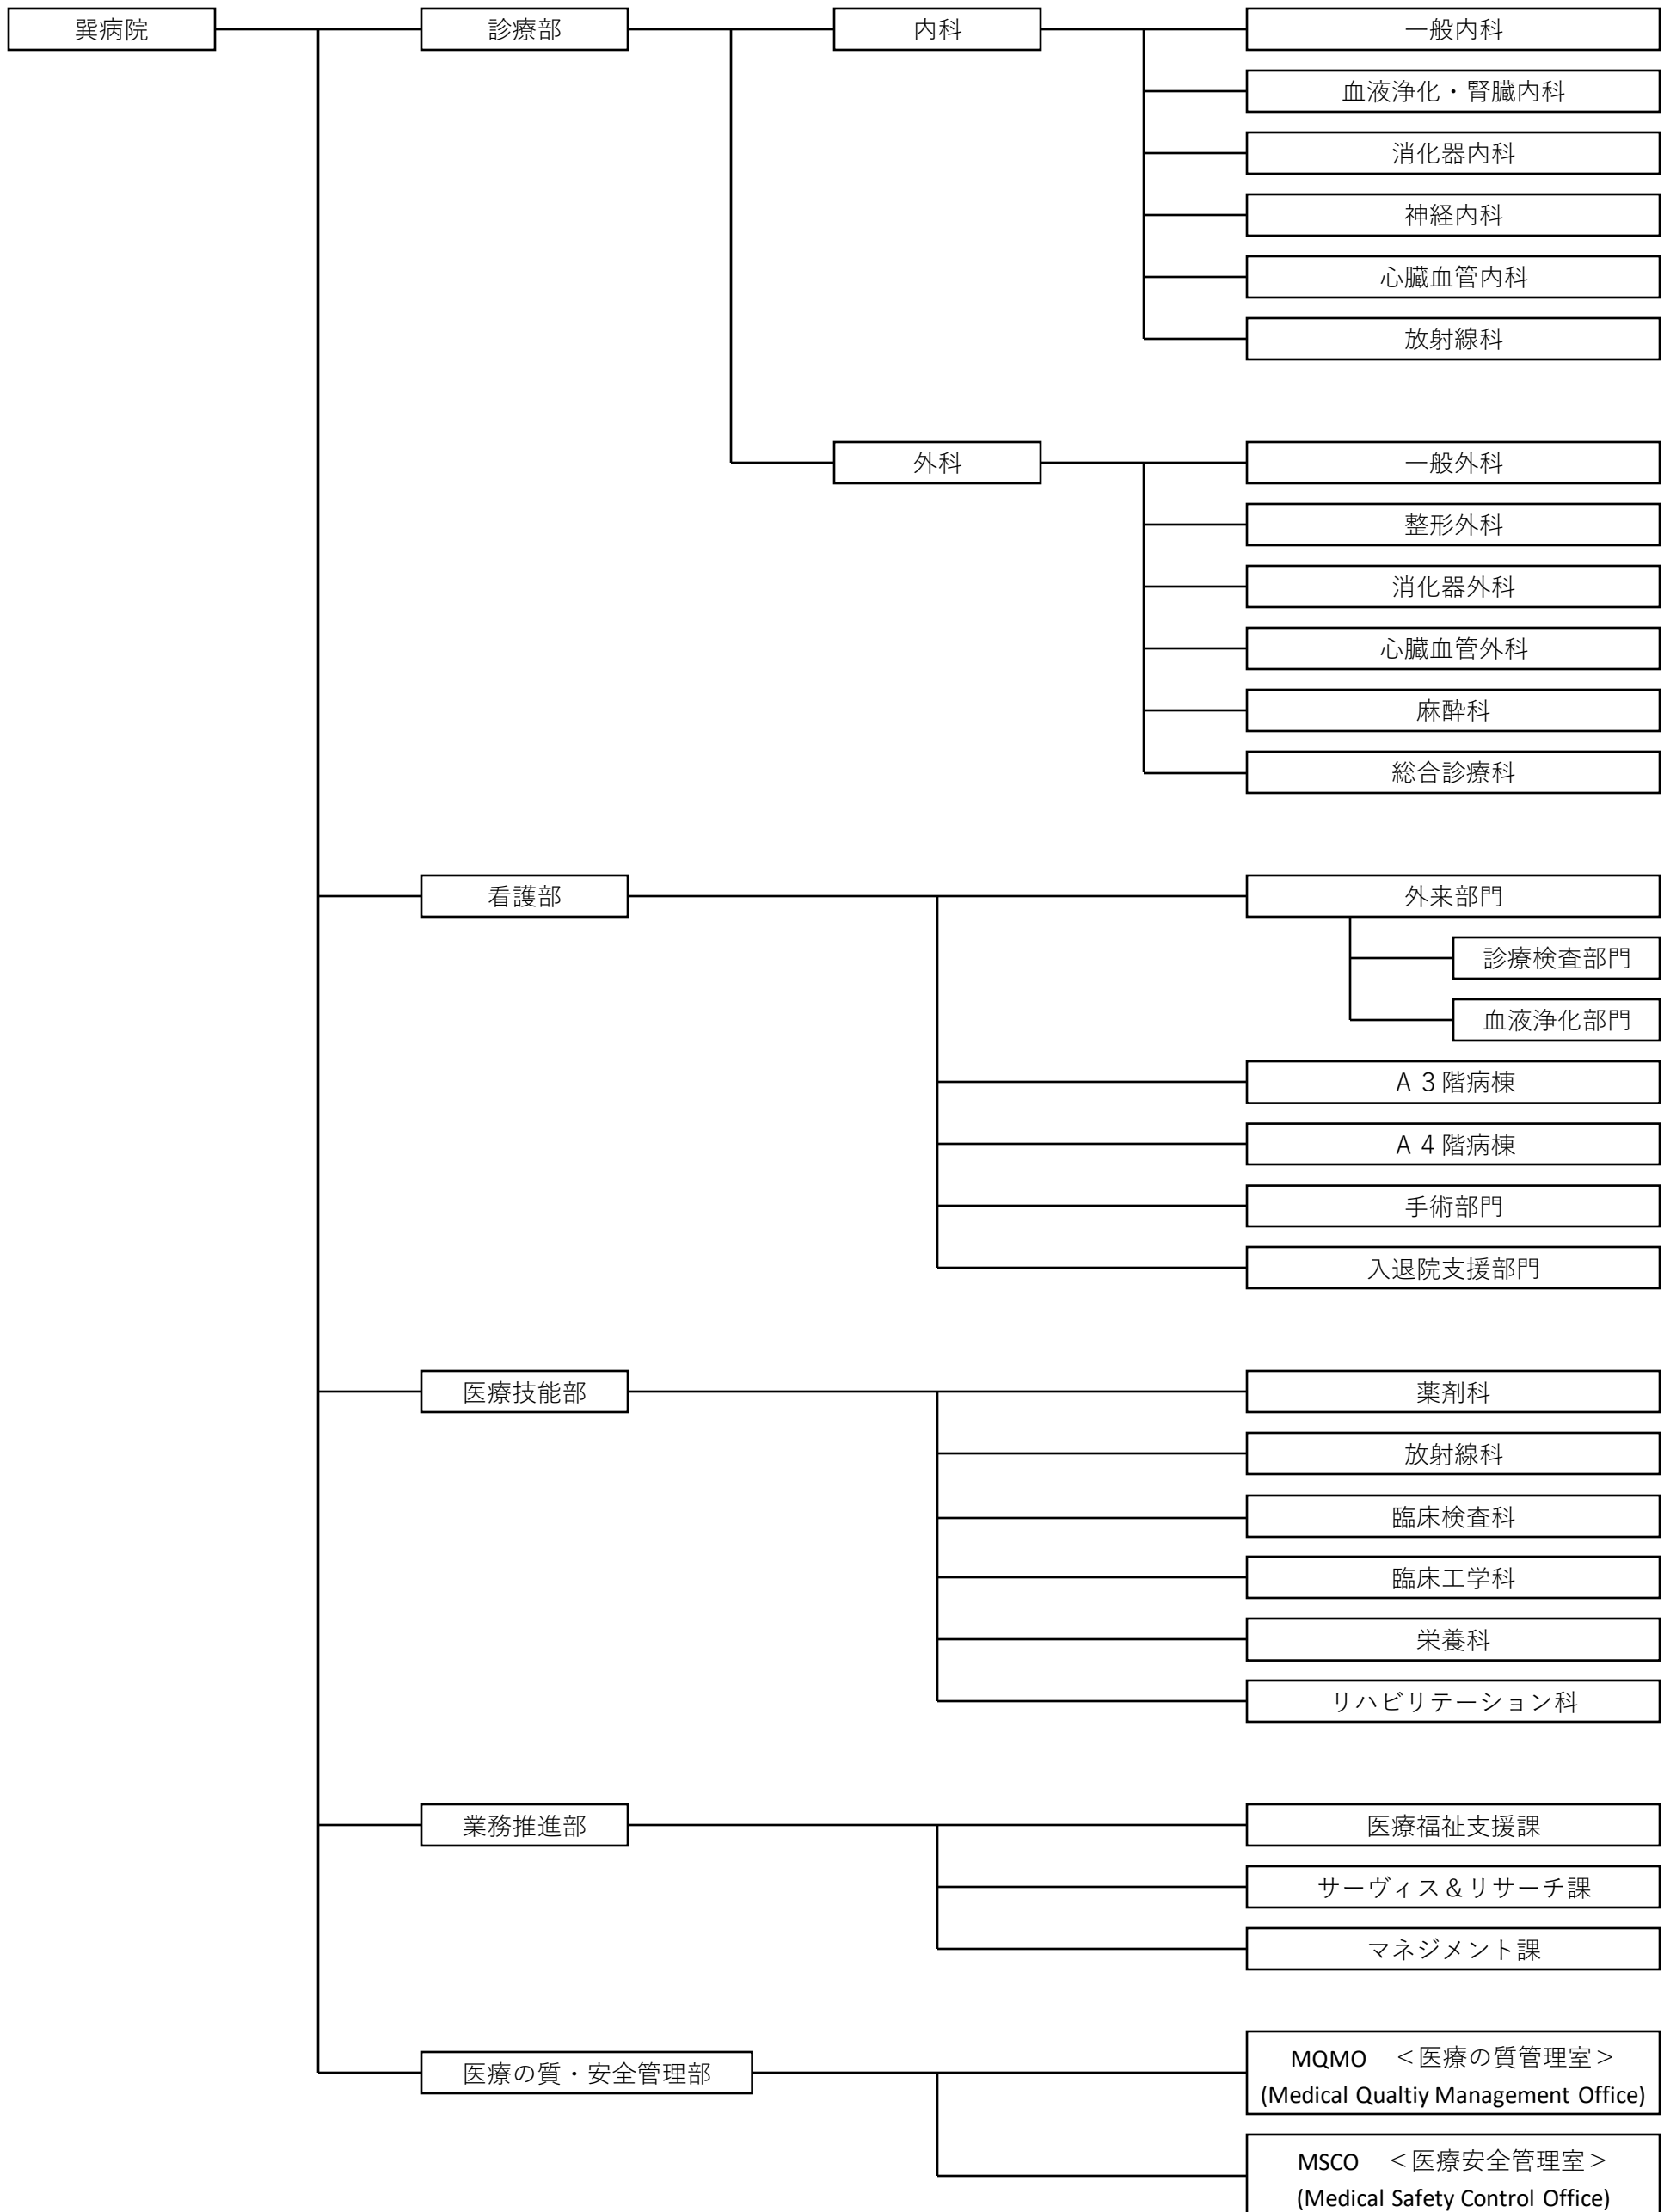 巽病院
診療部
内科
一般内科
血液浄化・腎臓内科
消化器内科
神経内科
心臓血管内科
放射線科
外科
一般外科
整形外科
消化器外科
心臓血管外科
麻酔科
総合診療科
看護部
外来部門
診療検査部門
血液浄化部門
A3階病棟
A4階病棟
手術部門
入退院支援部門
医療技能部
薬剤科
放射線科
臨床検査科
臨床工学科
栄養科
リハビリテーション科
業務推進部
医療福祉支援課
サーヴィス&リサーチ課
マネジメント課
医療の質・安全管理部
MQMO <医療の質管理室>
(Medical Qualtiy Management Office)
MSCO <医療安全管理室>
(Medical Safety Control Office)